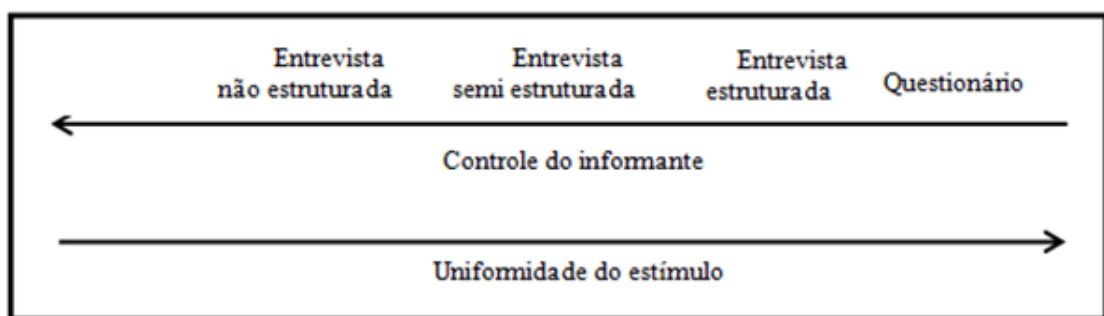 Entrevista
não estruturada
Entrevista
semi estruturada
Entrevista
estruturada
Questionário
Controle do informante
Uniformidade do estímulo